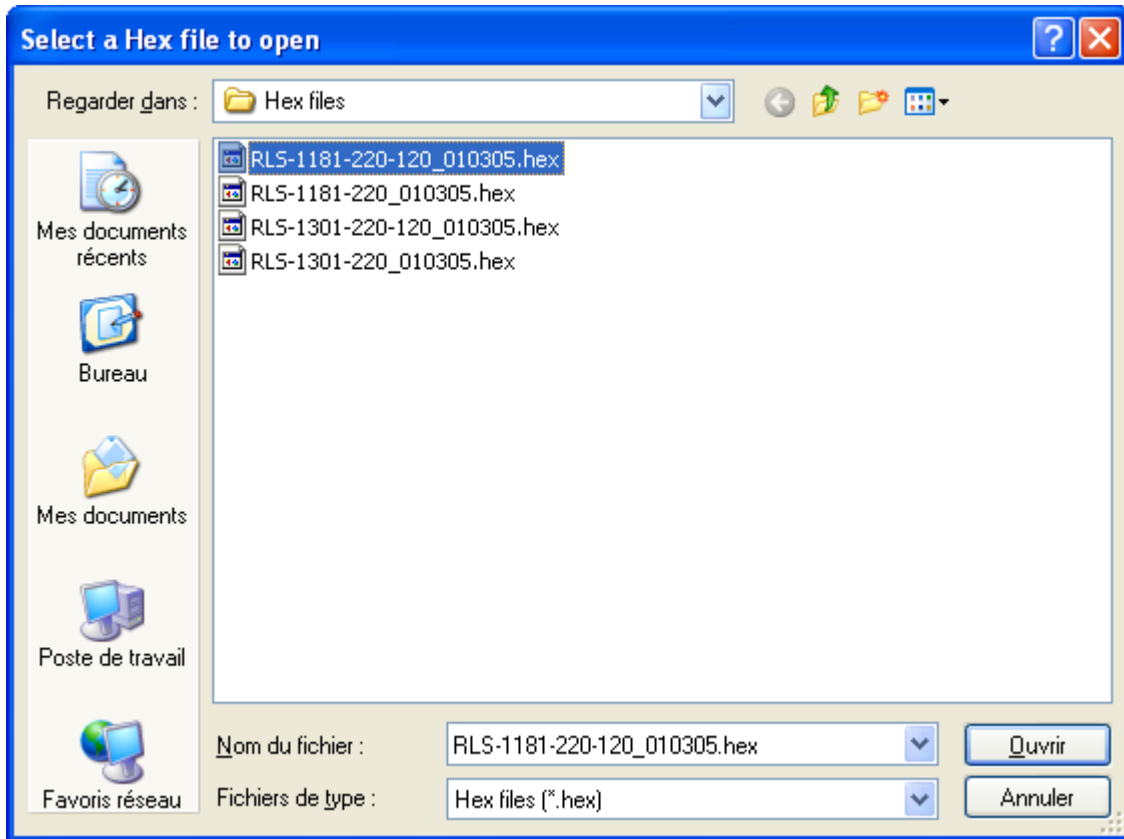 Select a Hex file to open
Regarder dans :
Hex files
RLS-1181-220-120_010305.hex
RLS-1181-220_010305.hex
RLS-1301-220-120_010305.hex
RLS-1301-220_010305.hex
Mes documents
récents
Bureau
Mes documents
Poste de travail
Favoris réseau
Nom du fichier :
RLS-1181-220-120_010305.hex
Ouvrir
Fichiers de type :
Hex files (*.hex)
Annuler